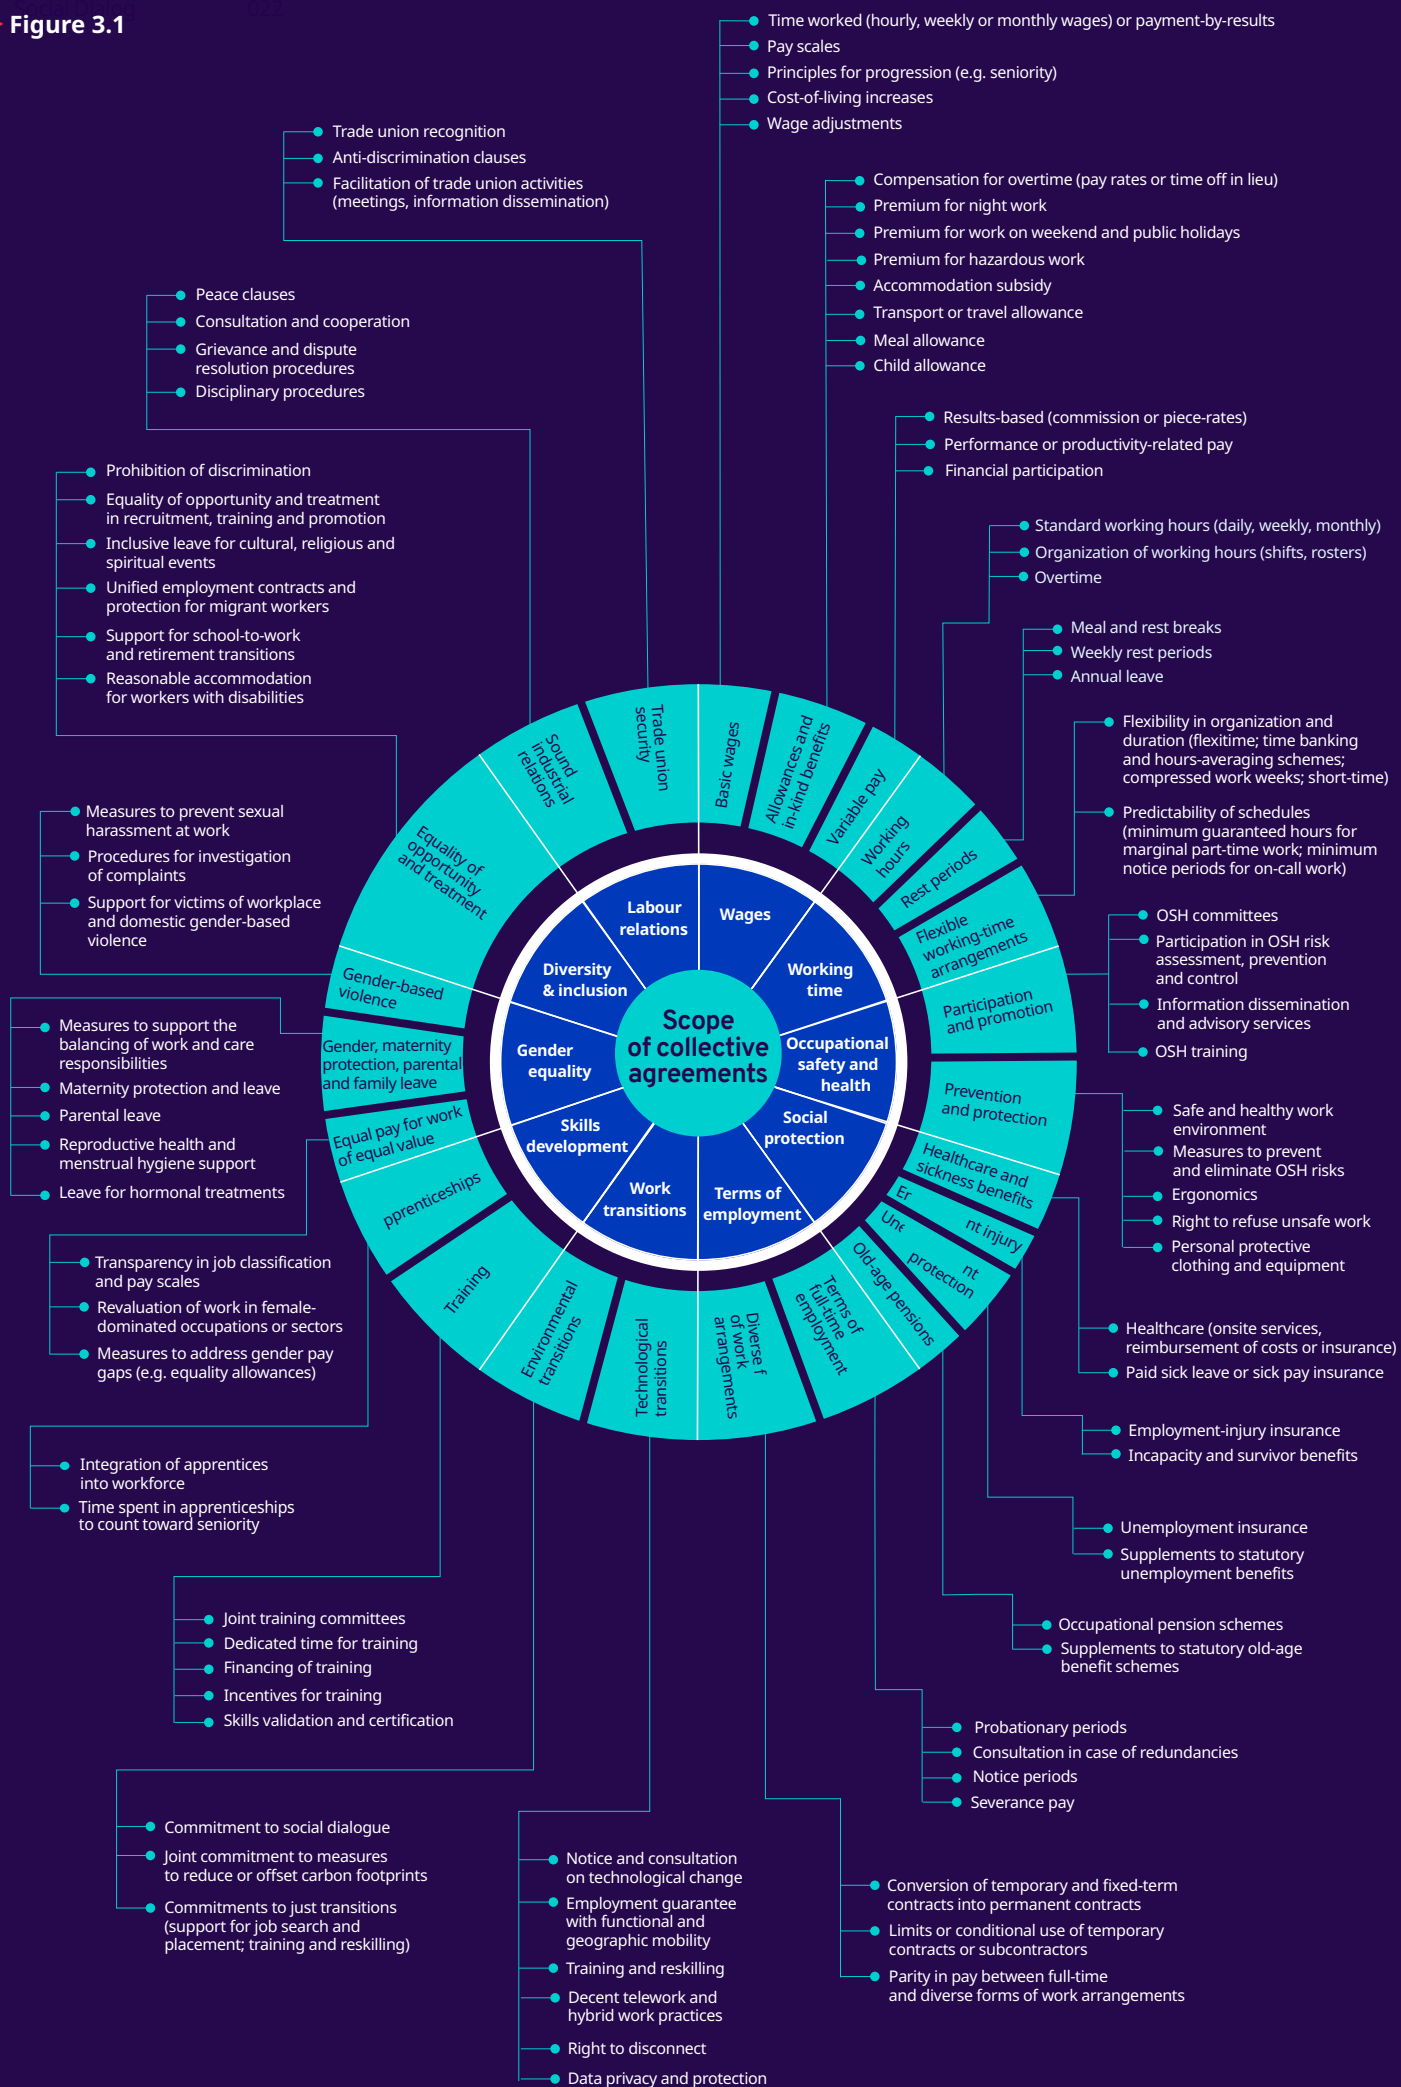 Social Dialog 022
Figure 3.1
Time worked (hourly, weekly or monthly wages) or payment-by-results
Pay scales
Principles for progression (e.g. seniority)
Cost-of-living increases
Wage adjustments
Trade union recognition
Anti-discrimination clauses
Facilitation of trade union activities
(meetings, information dissemination)
Compensation for overtime (pay rates or time off in lieu)
Premium for night work
Premium for work on weekend and public holidays
Premium for hazardous work
Accommodation subsidy
Transport or travel allowance
Meal allowance
Child allowance
Peace clauses
Consultation and cooperation
Grievance and dispute
resolution procedures
Disciplinary procedures
Results-based (commission or piece-rates)
Performance or productivity-related pay
Financial participation
Prohibition of discrimination
Equality of opportunity and treatment
in recruitment, training and promotion
Inclusive leave for cultural, religious and
spiritual events
Unified employment contracts and
protection for migrant workers
Support for school-to-work
and retirement transitions
Reasonable accommodation
for workers with disabilities
Standard working hours (daily, weekly, monthly)
Organization of working hours (shifts, rosters)
Overtime
Meal and rest breaks
Weekly rest periods
Annual leave
Flexibility in organization and
duration (flexitime; time banking
and hours-averaging schemes;
compressed work weeks; short-time)
Predictability of schedules
(minimum guaranteed hours for
marginal part-time work; minimum
notice periods for on-call work)
Measures to prevent sexual
harassment at work
Procedures for investigation
of complaints
Support for victims of workplace
and domestic gender-based
violence
OSH committees
Participation in OSH risk
assessment, prevention
and control
Information dissemination
and advisory services
OSH training
Measures to support the
balancing of work and care
responsibilities
Maternity protection and leave
Parental leave
Reproductive health and
menstrual hygiene support
Leave for hormonal treatments
Safe and healthy work
environment
Measures to prevent
and eliminate OSH risks
Ergonomics
Right to refuse unsafe work
Personal protective
clothing and equipment
Transparency in job classification
and pay scales
Revaluation of work in female-
dominated occupations or sectors
Measures to address gender pay
gaps (e.g. equality allowances)
Healthcare (onsite services,
reimbursement of costs or insurance)
Paid sick leave or sick pay insurance
Employment-injury insurance
Incapacity and survivor benefits
Integration of apprentices
into workforce
Time spent in apprenticeships
to count toward seniority
Unemployment insurance
Supplements to statutory
unemployment benefits
Joint training committees
Dedicated time for training
Financing of training
Incentives for training
Skills validation and certification
Occupational pension schemes
Supplements to statutory old-age
benefit schemes
Probationary periods
Consultation in case of redundancies
Notice periods
Severance pay
Commitment to social dialogue
Joint commitment to measures
to reduce or offset carbon footprints
Commitments to just transitions
(support for job search and
placement; training and reskilling)
Notice and consultation
on technological change
Employment guarantee
with functional and
geographic mobility
Training and reskilling
Decent telework and
hybrid work practices
Right to disconnect
Data privacy and protection
Conversion of temporary and fixed-term
contracts into permanent contracts
Limits or conditional use of temporary
contracts or subcontractors
Parity in pay between full-time
and diverse forms of work arrangements
Basic wages
Allowances and
in-kind benefits
Variable pay
Working
hours
Rest periods
Flexible
working-time
arrangements
Participation
and promotion
Prevention
and protection
Healthcare and
sickness benefits
Er nt injury
Une nt
protection
Old-age pensions
Terms of
full-time
employment
Diverse f
of work
arrangements
Technological
transitions
Environmental
transitions
Training
pprenticeships
Equal pay for work
of equal value
Gender, maternity
protection, parental
and family leave
Gender-based
violence
Equality of
opportunity
and treatment
Sound
industrial
relations
Trade union
security
Wages
Working
time
Occupational
safety and
health
Social
protection
Terms of
employment
Work
transitions
Skills
development
Gender
equality
Diversity
& inclusion
Labour
relations
Scope
of collective
agreements